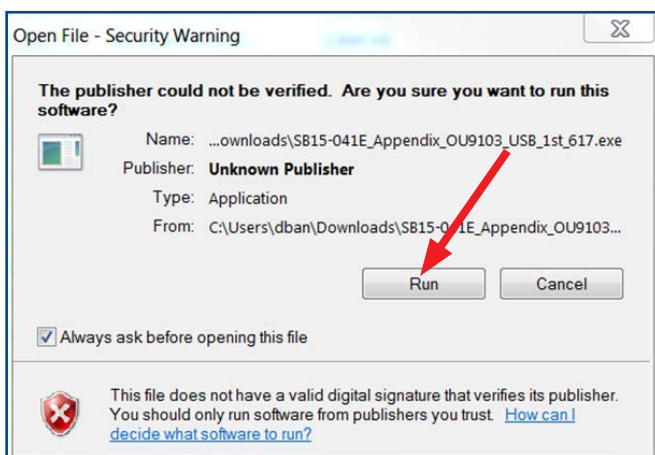 Open File - Security Warning
The publisher could not be verified. Are you sure you want to run this
software?
Name: ...ownloads\SB15-041E_Appendix_OU9103_USB_1st_617.exe
Publisher: Unknown Publisher
Type: Application
From: C:\Users\dban\Downloads\SB15-041E_Appendix_OU9103...
Run Cancel
Always ask before opening this file
This file does not have a valid digital signature that verifies its publisher.
You should only run software from publishers you trust. How can I
decide what software to run?